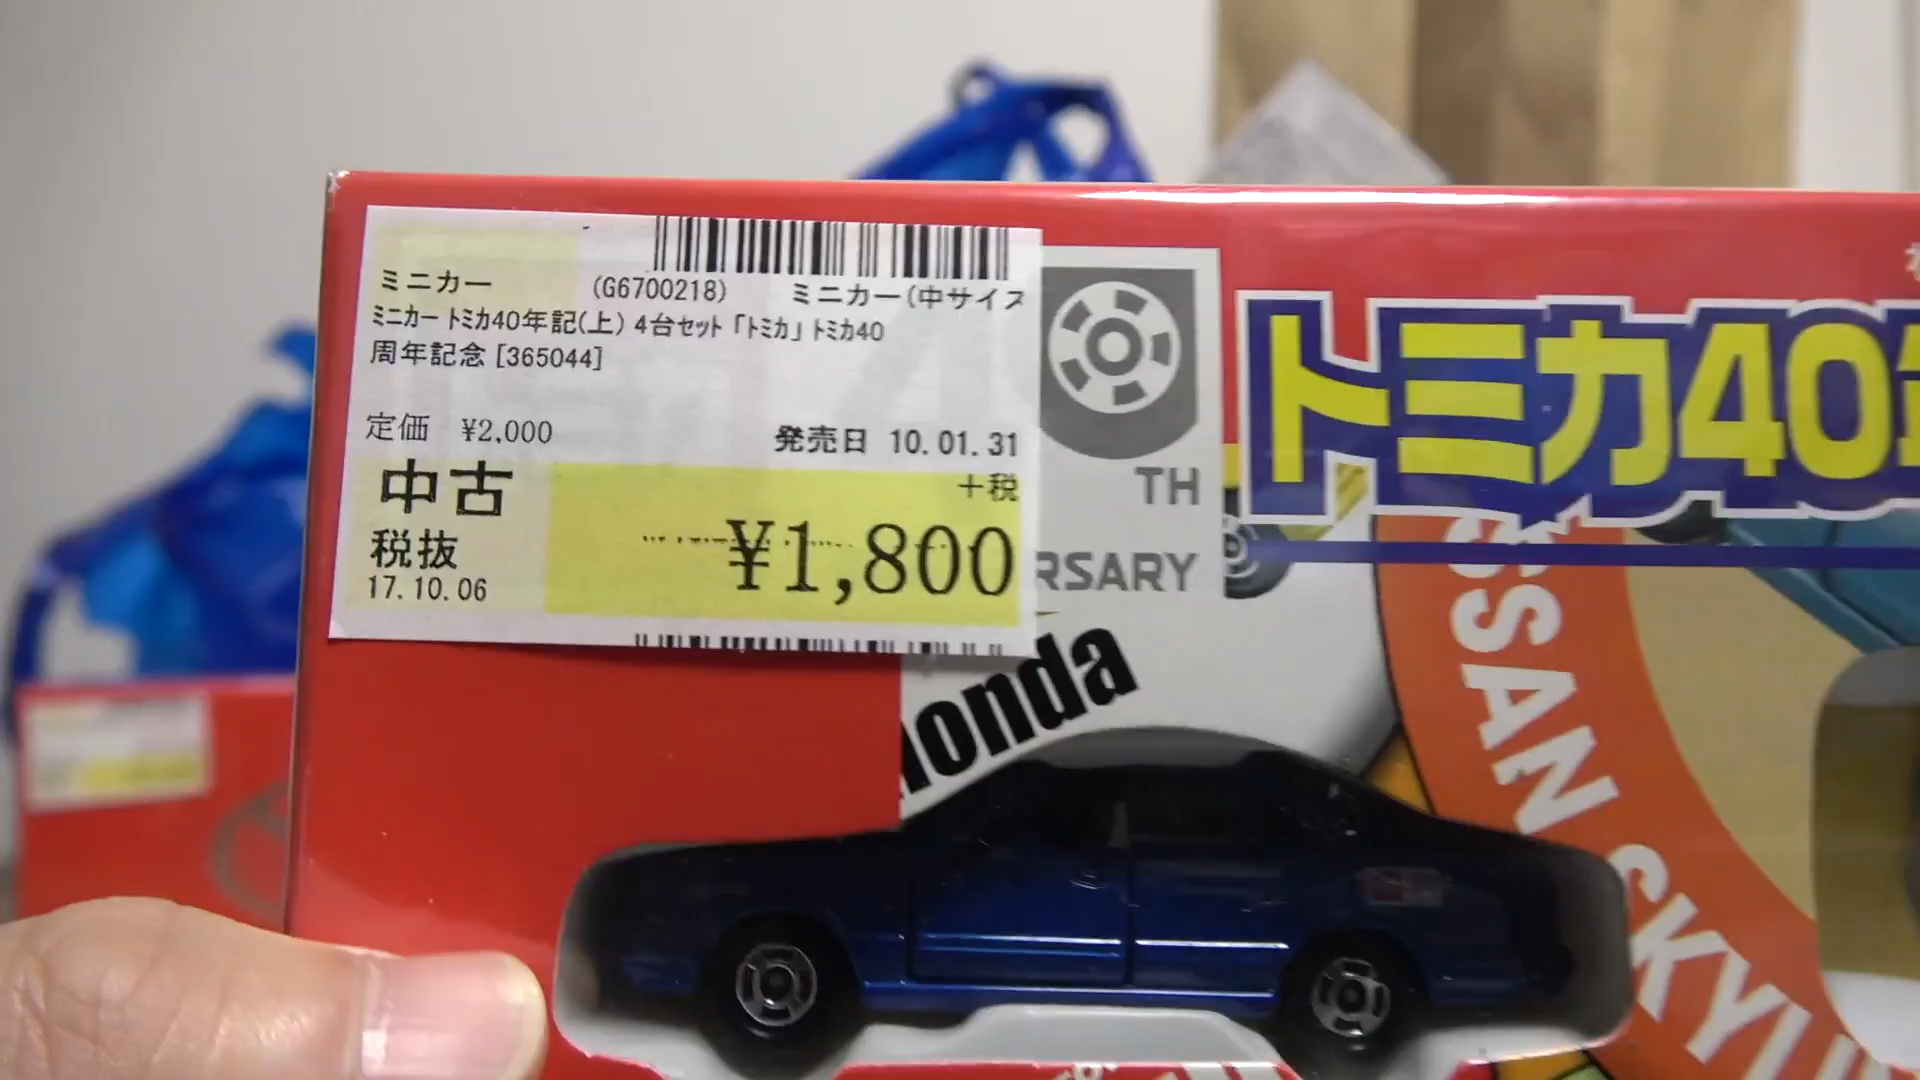 ミニカー (G6700218) ミニカー(中サイズ
ミニカー トミカ40年記(上) 4台セット 「トミカ」 トミカ40
周年記念 [365044]
定価 ¥2,000 発売日 10.01.31
中古 +税
税抜 ¥1,800
17.10.06
TH
RSARY
トミカ40
onda
SSAN SKYL